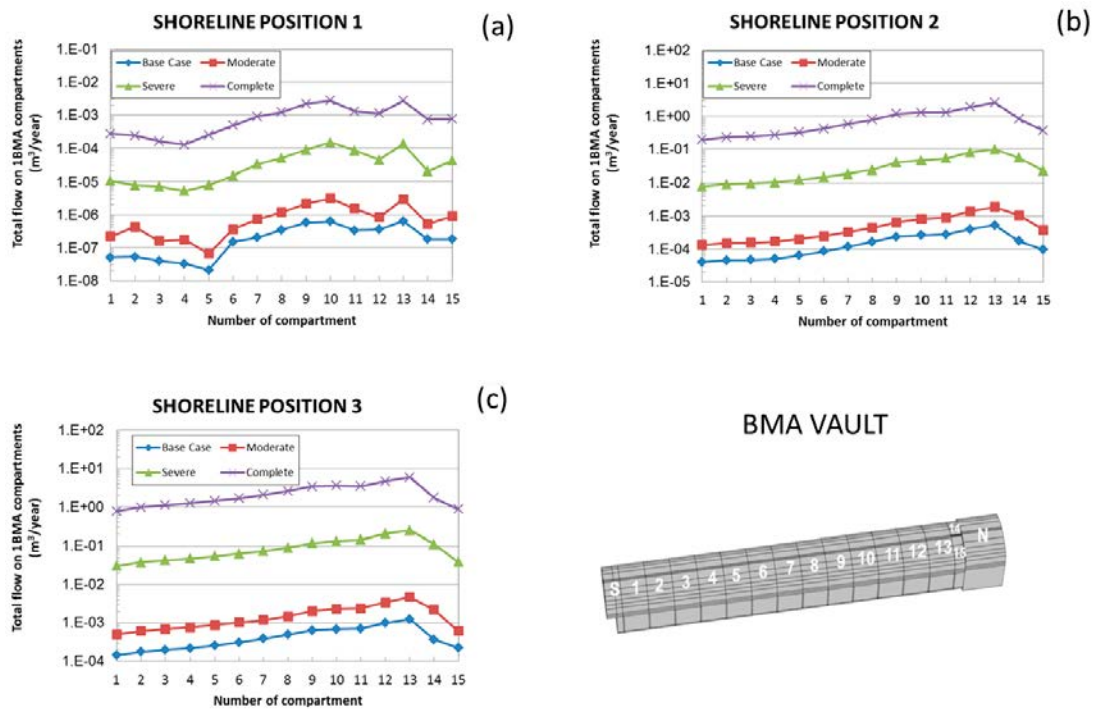 SHORELINE POSITION 1
(a)
Total flow on 1BMA compartments
(m³/year)
1.E-01
1.E-02
1.E-03
1.E-04
1.E-05
1.E-06
1.E-07
1.E-08
Base Case Moderate
Severe Complete
1 2 3 4 5 6 7 8 9 10 11 12 13 14 15
Number of compartment
SHORELINE POSITION 2
(b)
Total flow on 1BMA compartments
(m³/year)
1.E+02
1.E+01
1.E+00
1.E-01
1.E-02
1.E-03
1.E-04
1.E-05
Base Case Moderate
Severe Complete
1 2 3 4 5 6 7 8 9 10 11 12 13 14 15
Number of compartment
SHORELINE POSITION 3
(c)
Total flow on 1BMA compartments
(m³/year)
1.E+02
1.E+01
1.E+00
1.E-01
1.E-02
1.E-03
1.E-04
Base Case Moderate
Severe Complete
1 2 3 4 5 6 7 8 9 10 11 12 13 14 15
Number of compartment
BMA VAULT
S 1 2 3 4 5 6 7 8 9 10 11 12 13 14 15 N